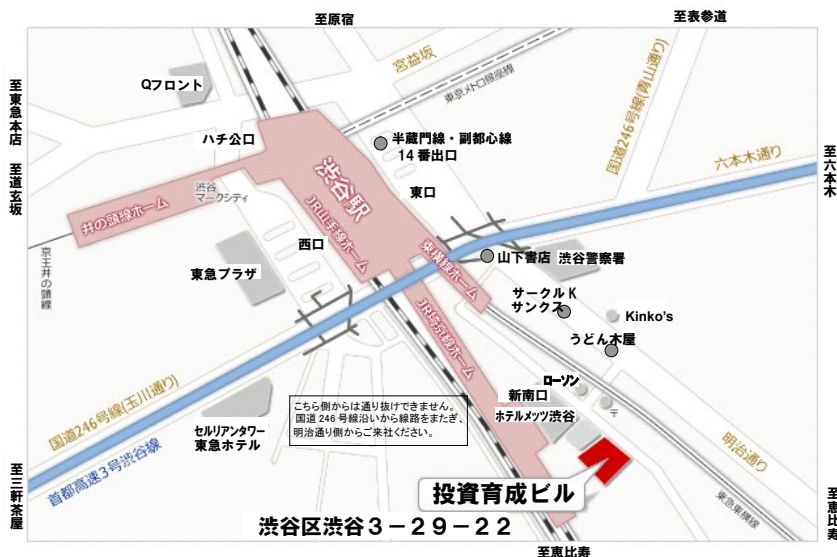 至原宿
至表参道
至東急本店
至道玄坂
Qフロント
宮益坂
東京メトロ銀座線
国道246号線(青山通り)
至六本木
六本木通り
ハチ公口
半蔵門線・副都心線
14番出口
渋谷駅
東口
渋谷
マークシティ
井の頭線ホーム
JR山手線ホーム
京王井の頭線
西口
東横線ホーム
山下書店
渋谷警察署
東急プラザ
サークルK
サンクス
Kinko's
うどん木屋
JR埼京線ホーム
ローソン
新南口
ホテルメッツ渋谷
〒
国道246号線(玉川通り)
首都高速3号渋谷線
セルリアンタワー
東急ホテル
こちら側からは通り抜けできません。
国道246号線沿いから線路をまたぎ、
明治通り側からご来社ください。
明治通り
東急東横線
至三軒茶屋
投資育成ビル
渋谷区渋谷3-29-22
至恵比寿
至恵比寿